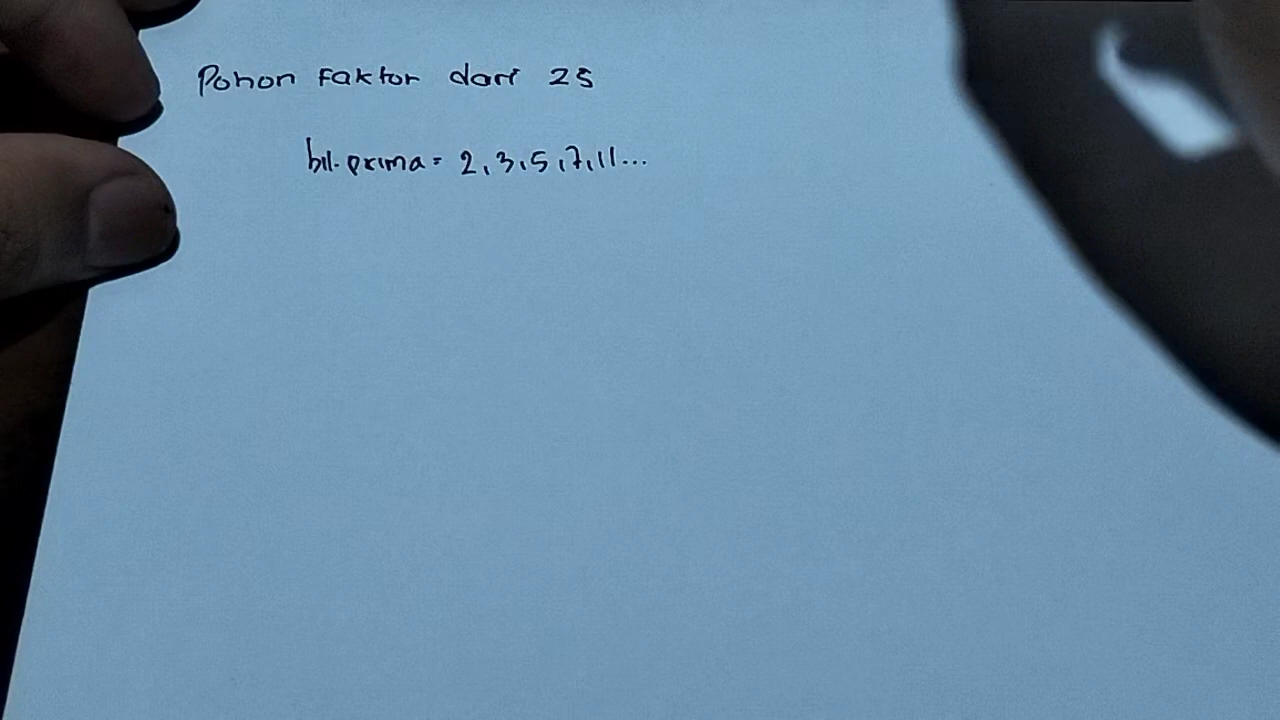 Pohon faktor dari 25
bil. prima = 2, 3, 5, 7, 11...